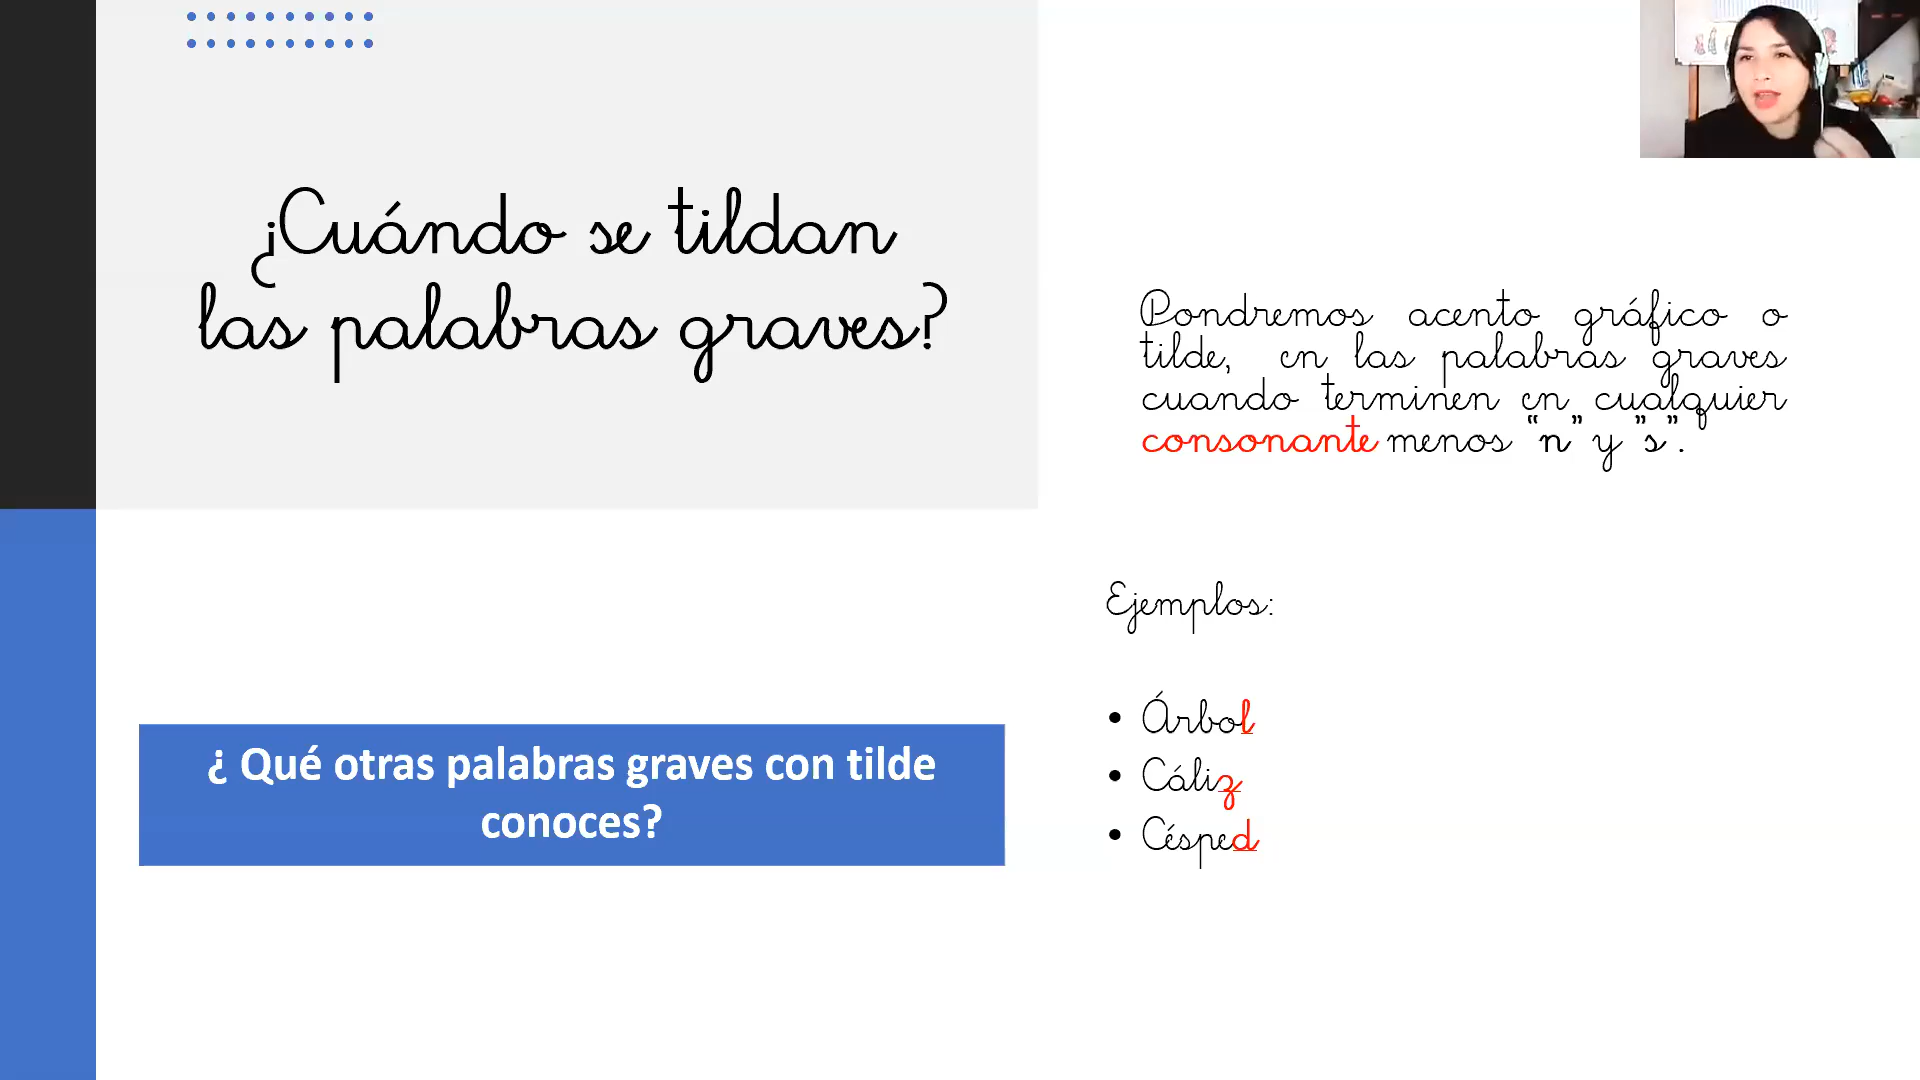 ¿Cuándo se tildan
las palabras graves?
Pondremos acento gráfico o
tilde, en las palabras graves
cuando terminen en cualquier
consonante menos “n” y ”s”.
Ejemplos:
• Árbol
• Cáliz
• Césped
¿ Qué otras palabras graves con tilde
conoces?